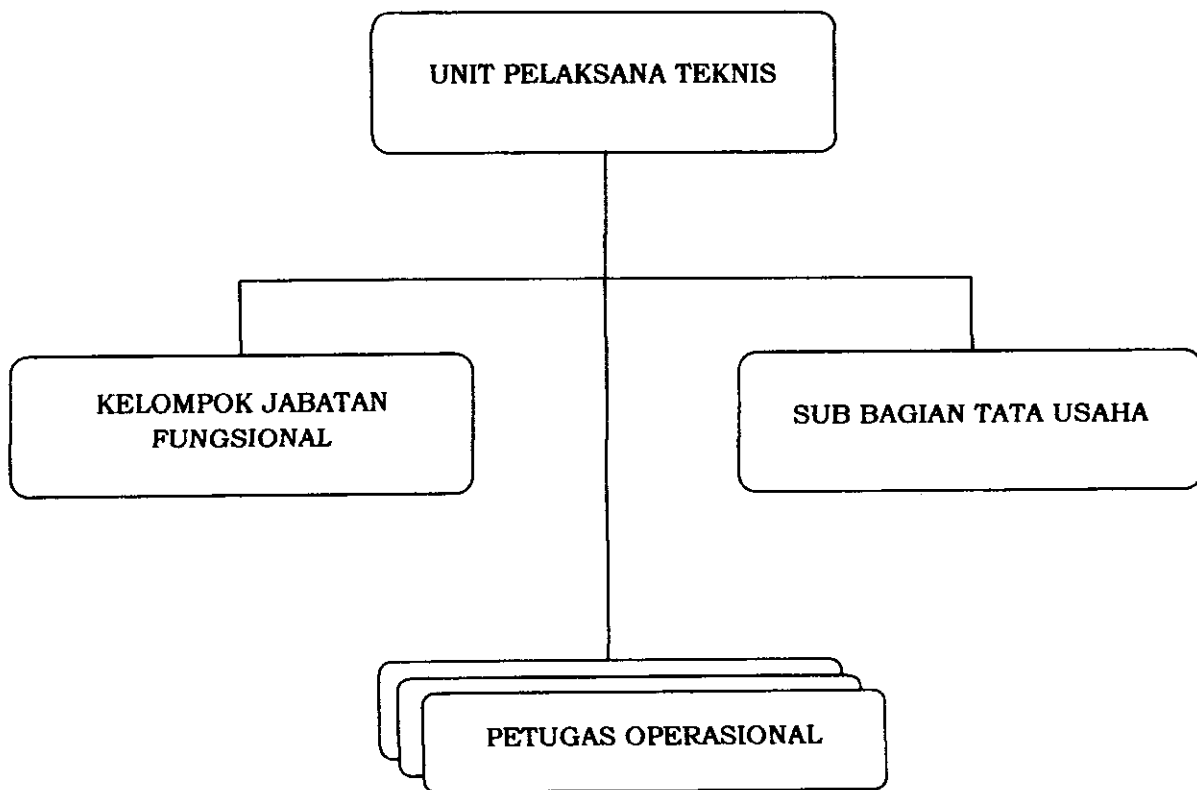 UNIT PELAKSANA TEKNIS
KELOMPOK JABATAN
FUNGSIONAL
SUB BAGIAN TATA USAHA
PETUGAS OPERASIONAL